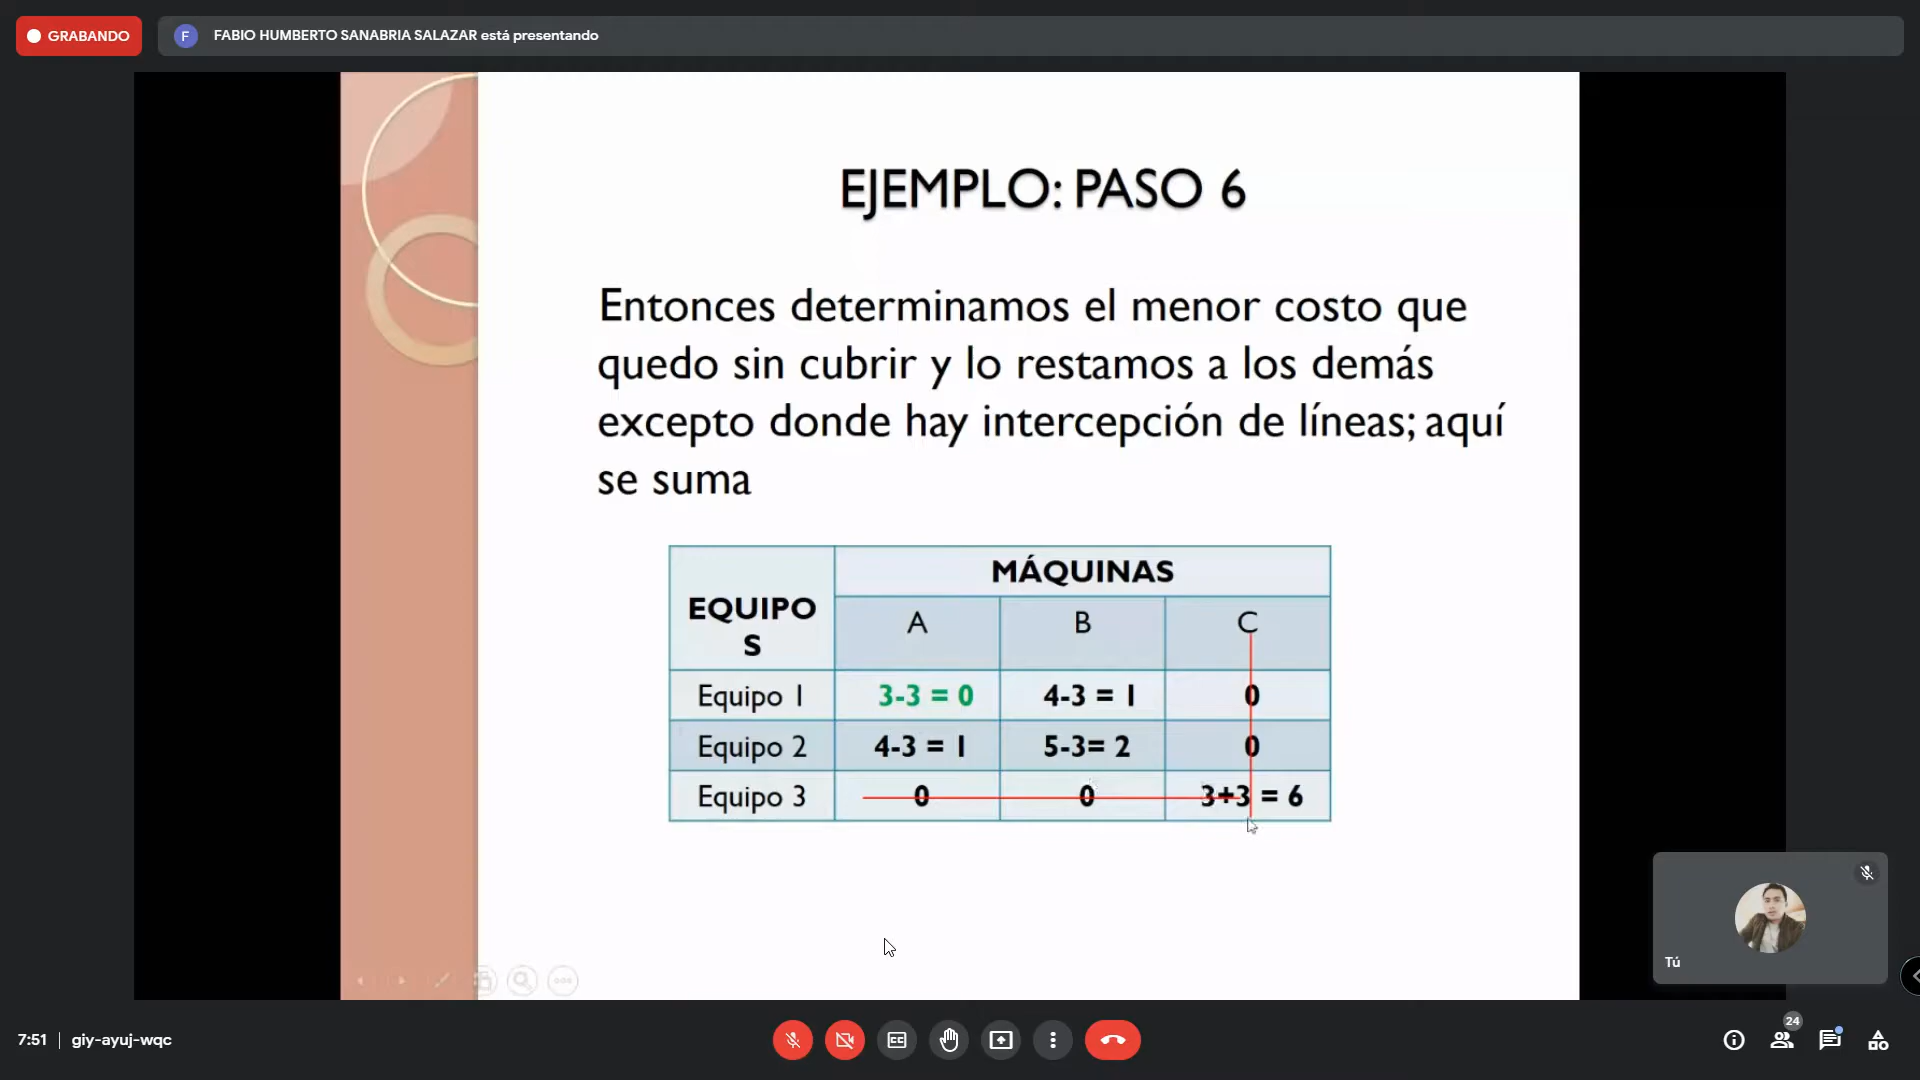 GRABANDO
F
FABIO HUMBERTO SANABRIA SALAZAR está presentando
EJEMPLO: PASO 6
Entonces determinamos el menor costo que
quedo sin cubrir y lo restamos a los demás
excepto donde hay intercepción de líneas; aquí
se suma
EQUIPO
S
MÁQUINAS
A B C
Equipo 1 3-3 = 0 4-3 = 1 0
Equipo 2 4-3 = 1 5-3= 2 0
Equipo 3 0 0 3+3 = 6
Tú
7:51 | giy-ayuj-wqc
24